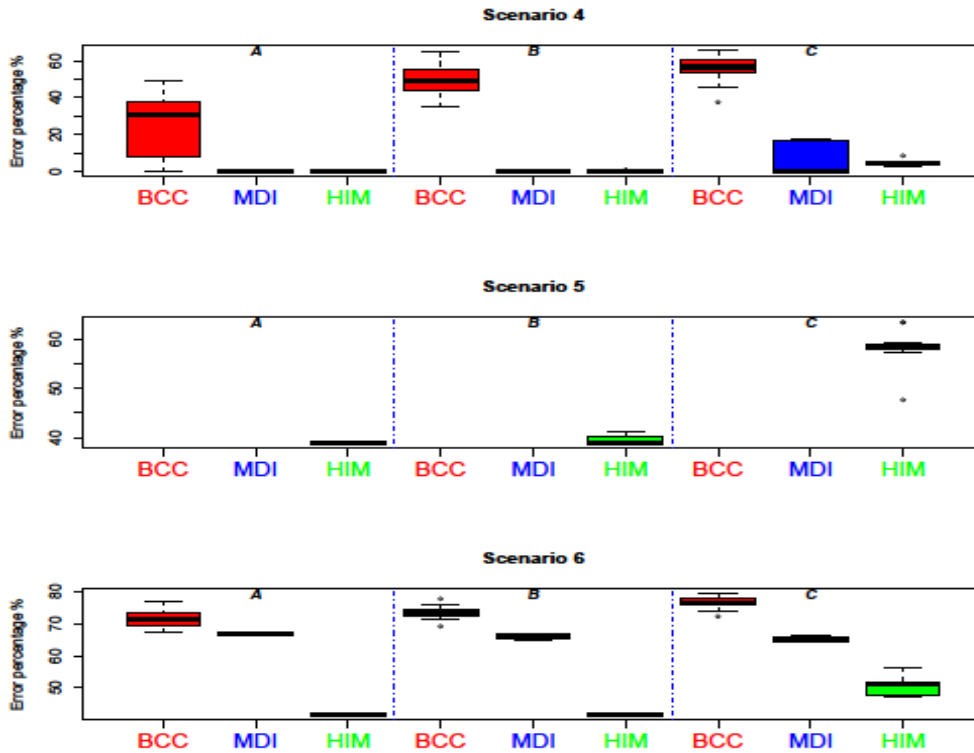 Scenario 4
A B C
Error percentage %
0 20 40 60
BCC MDI HIM BCC MDI HIM BCC MDI HIM
Scenario 5
A B C
Error percentage %
40 50 60
BCC MDI HIM BCC MDI HIM BCC MDI HIM
Scenario 6
A B C
Error percentage %
50 60 70 80
BCC MDI HIM BCC MDI HIM BCC MDI HIM